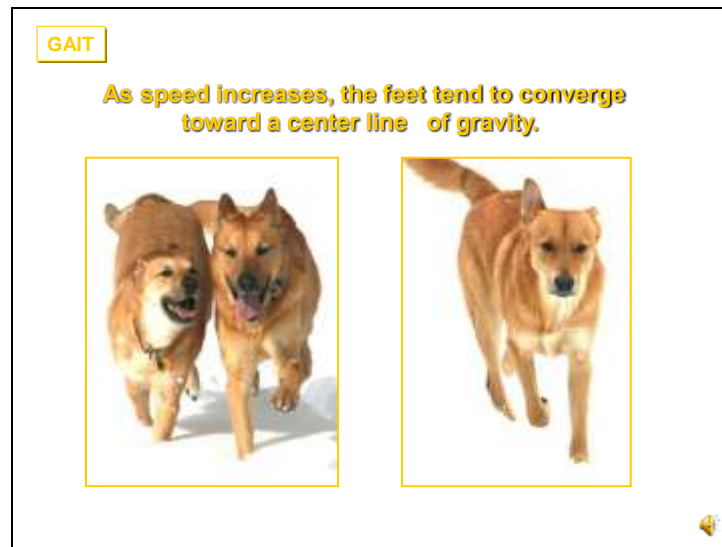 GAIT
As speed increases, the feet tend to converge
toward a center line   of gravity.